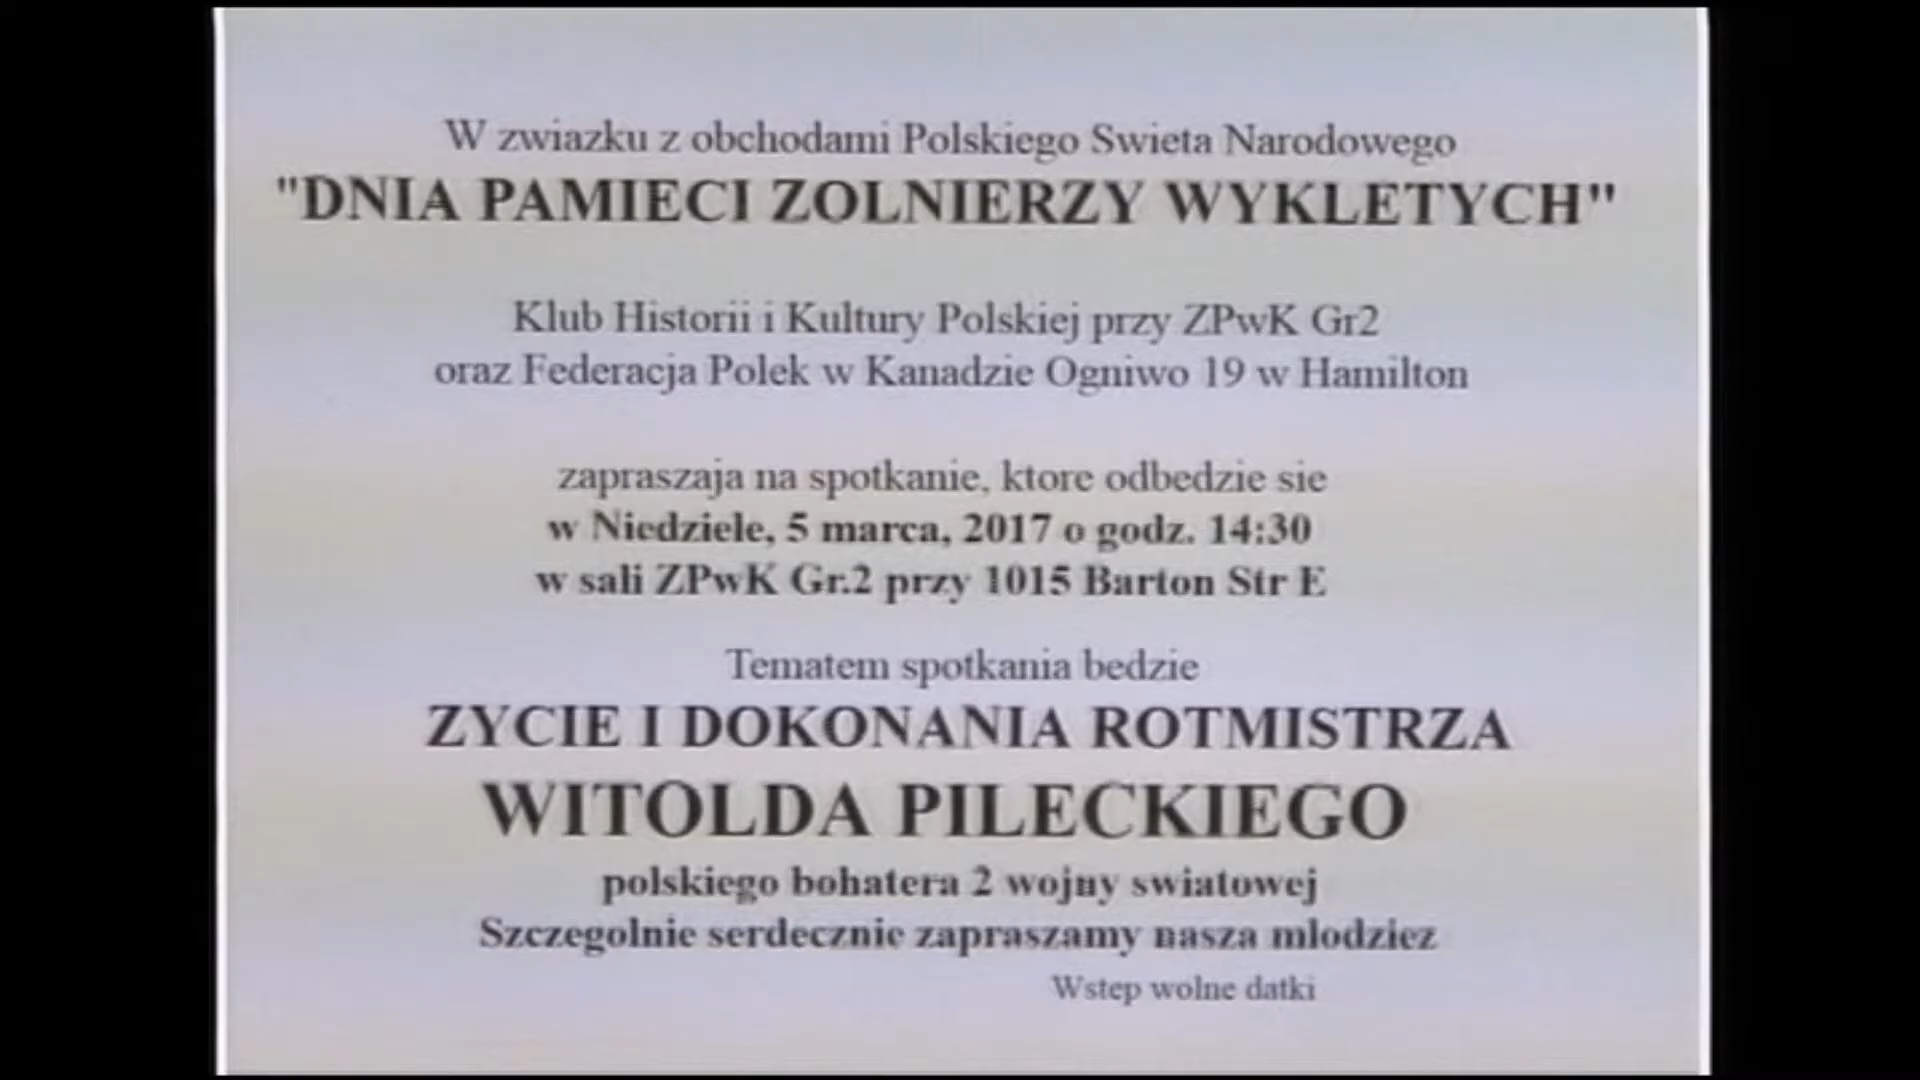 W zwiazku z obchodami Polskiego Swieta Narodowego
"DNIA PAMIECI ZOLNIERZY WYKLETYCH"
Klub Historii i Kultury Polskiej przy ZPwK Gr2
oraz Federacja Polek w Kanadzie Ogniwo 19 w Hamilton
zapraszaja na spotkanie, ktore odbedzie sie
w Niedziele, 5 marca, 2017 o godz. 14:30
w sali ZPwK Gr.2 przy 1015 Barton Str E
Tematem spotkania bedzie
ZYCIE I DOKONANIA ROTMISTRZA
WITOLDA PILECKIEGO
polskiego bohatera 2 wojny swiatowej
Szczegolnie serdecznie zapraszamy nasza mlodziez
Wstep wolne datki